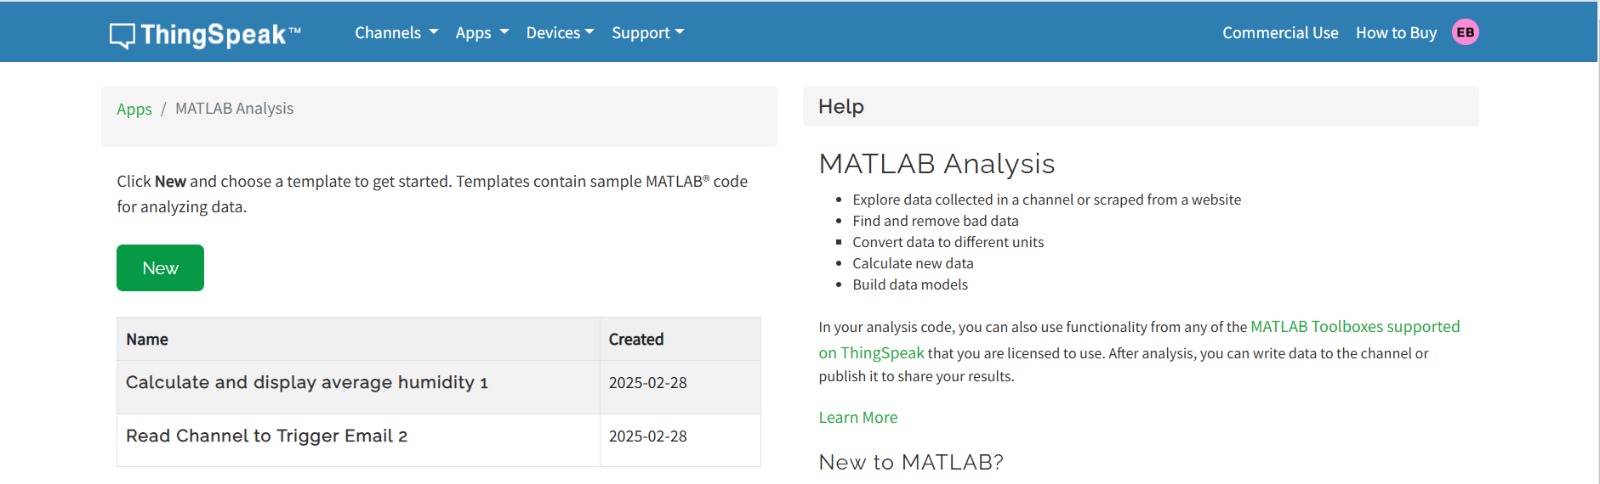 ThingSpeak™ Channels Apps Devices Support Commercial Use How to Buy EB
Apps / MATLAB Analysis
Click New and choose a template to get started. Templates contain sample MATLAB® code
for analyzing data.
New
Name Created
Calculate and display average humidity 1 2025-02-28
Read Channel to Trigger Email 2 2025-02-28
Help
MATLAB Analysis
Explore data collected in a channel or scraped from a website
Find and remove bad data
Convert data to different units
Calculate new data
Build data models
In your analysis code, you can also use functionality from any of the MATLAB Toolboxes supported
on ThingSpeak that you are licensed to use. After analysis, you can write data to the channel or
publish it to share your results.
Learn More
New to MATLAB?